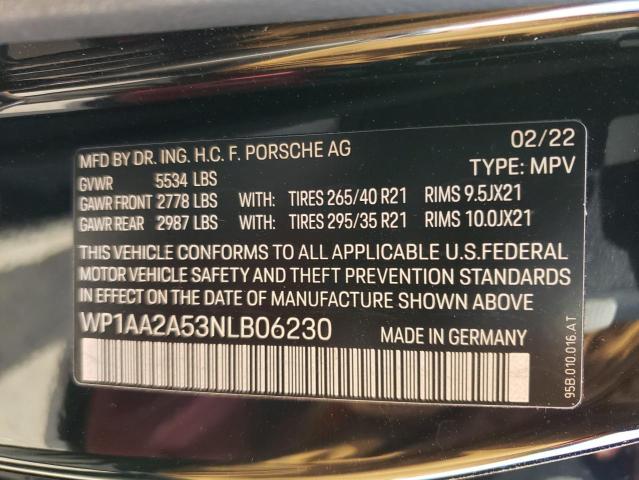 MFD BY DR. ING. H.C. F. PORSCHE AG 02/22
GVWR 5534 LBS TYPE: MPV
GAWR FRONT 2778 LBS WITH: TIRES 265/40 R21 RIMS 9.5JX21
GAWR REAR 2987 LBS WITH: TIRES 295/35 R21 RIMS 10.0JX21
THIS VEHICLE CONFORMS TO ALL APPLICABLE U.S.FEDERAL
MOTOR VEHICLE SAFETY AND THEFT PREVENTION STANDARDS
IN EFFECT ON THE DATE OF MANUFACTURE SHOWN ABOVE
WP1AA2A53NLB06230 MADE IN GERMANY
95B.010.016.AT